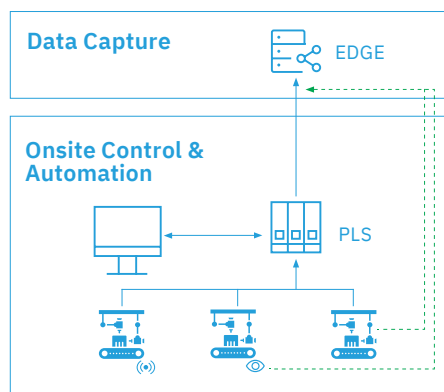 Data Capture
EDGE
Onsite Control &
Automation
PLS